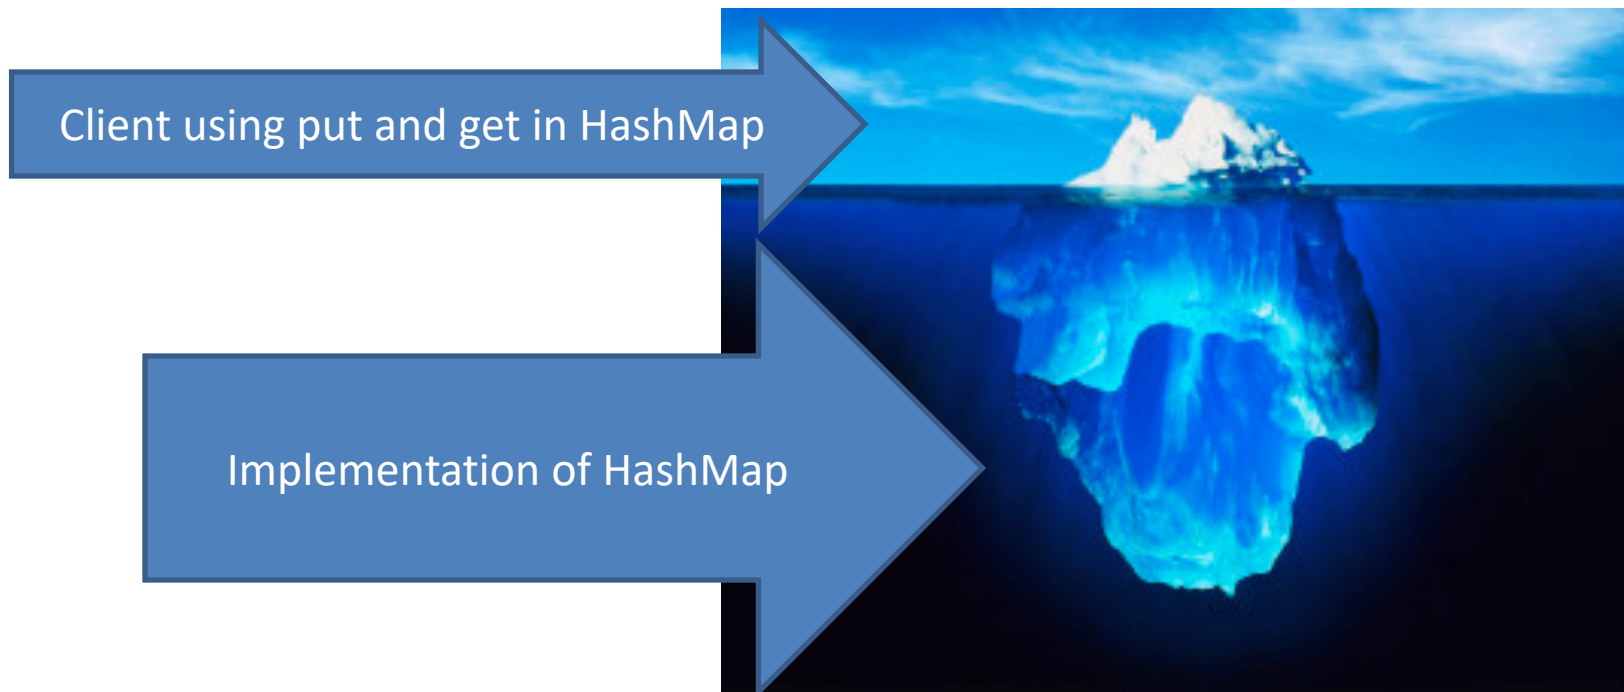 Client using put and get in HashMap
Implementation of HashMap